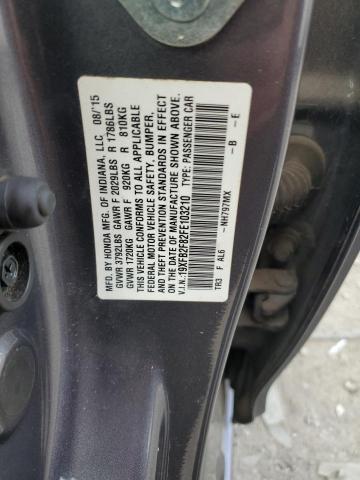 MFD. BY HONDA MFG. OF INDIANA, LLC 08/'15
GVWR 3792LBS GAWR F 2029LBS R 1786LBS
GVWR 1720KG GAWR F 920KG R 810KG
THIS VEHICLE CONFORMS TO ALL APPLICABLE
FEDERAL MOTOR VEHICLE SAFETY, BUMPER,
AND THEFT PREVENTION STANDARDS IN EFFECT
ON THE DATE OF MANUFACTURE SHOWN ABOVE.
V.I.N.:19XFB2F82FE103210 TYPE: PASSENGER CAR
~NH797MX ~B ~E
TR3 F AL6